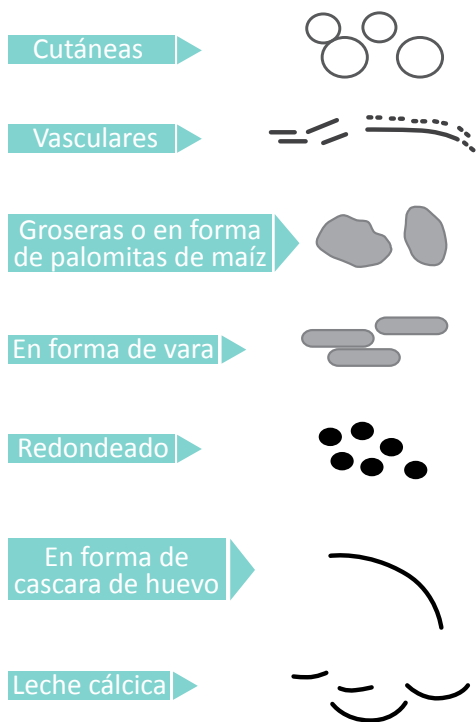 Cutáneas
Vasculares
Groseras o en forma
de palomitas de maíz
En forma de vara
Redondeado
En forma de
cascara de huevo
Leche cálcica